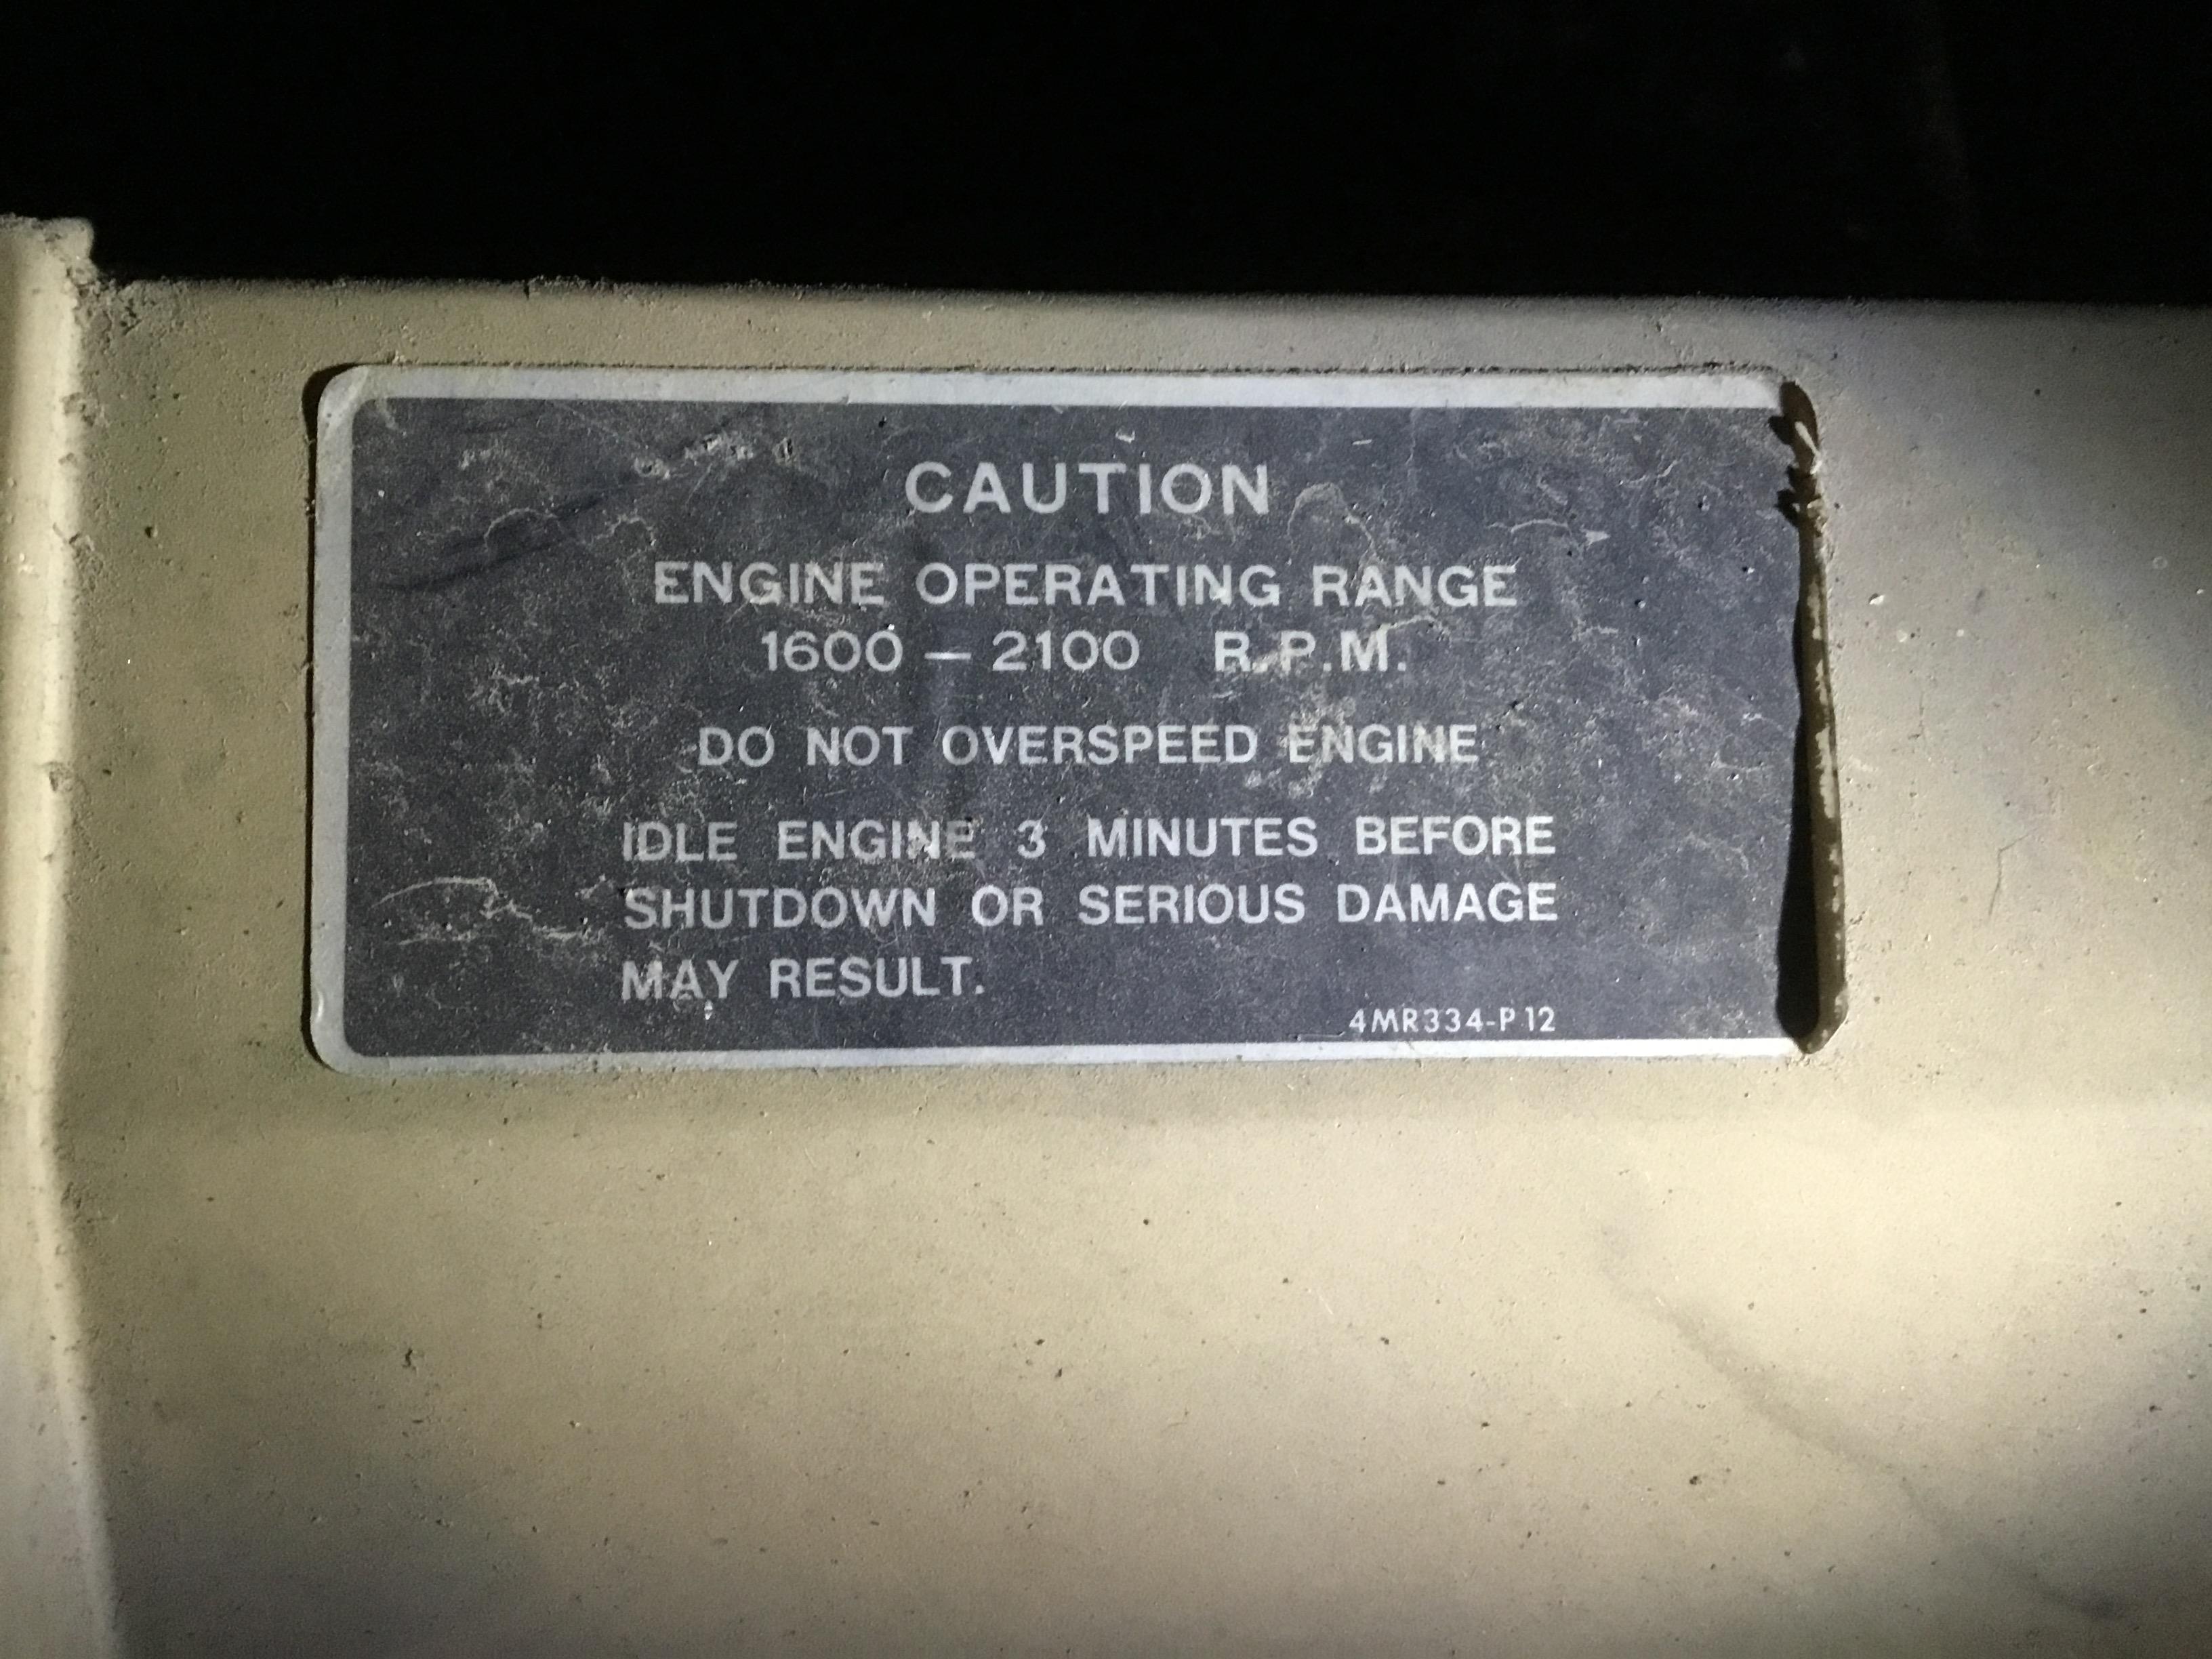 CAUTION
ENGINE OPERATING RANGE
1600 — 2100 R.P.M.
DO NOT OVERSPEED ENGINE
IDLE ENGINE 3 MINUTES BEFORE
SHUTDOWN OR SERIOUS DAMAGE
MAY RESULT.
4MR334-P12